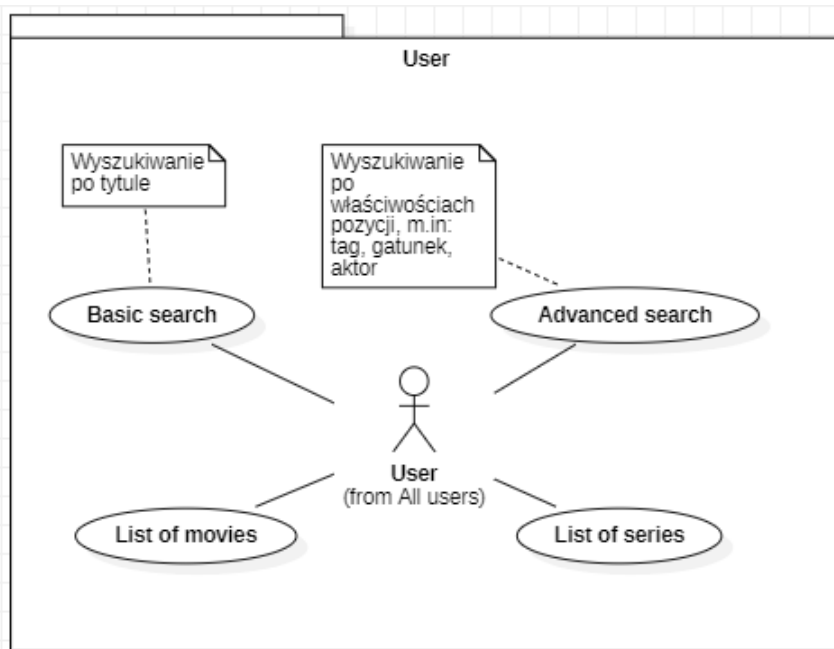 User
Wyszukiwanie
po tytule
Wyszukiwanie
po
właściwościach
pozycji, m.in:
tag, gatunek,
aktor
Basic search
Advanced search
User
(from All users)
List of movies
List of series